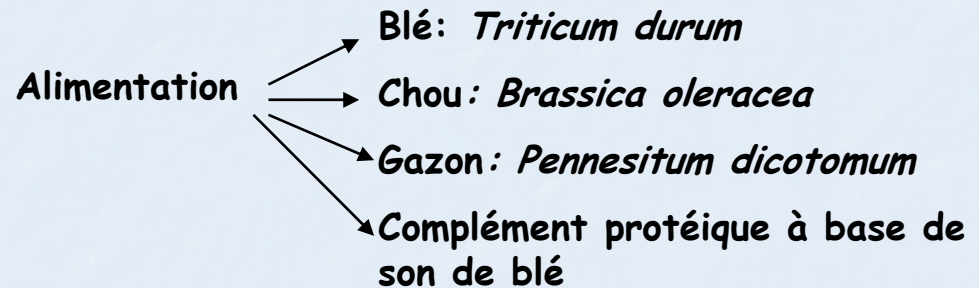 Blé: Triticum durum
Alimentation
Chou: Brassica oleracea
Gazon: Pennesitum dicotomum
Complément protéique à base de
son de blé